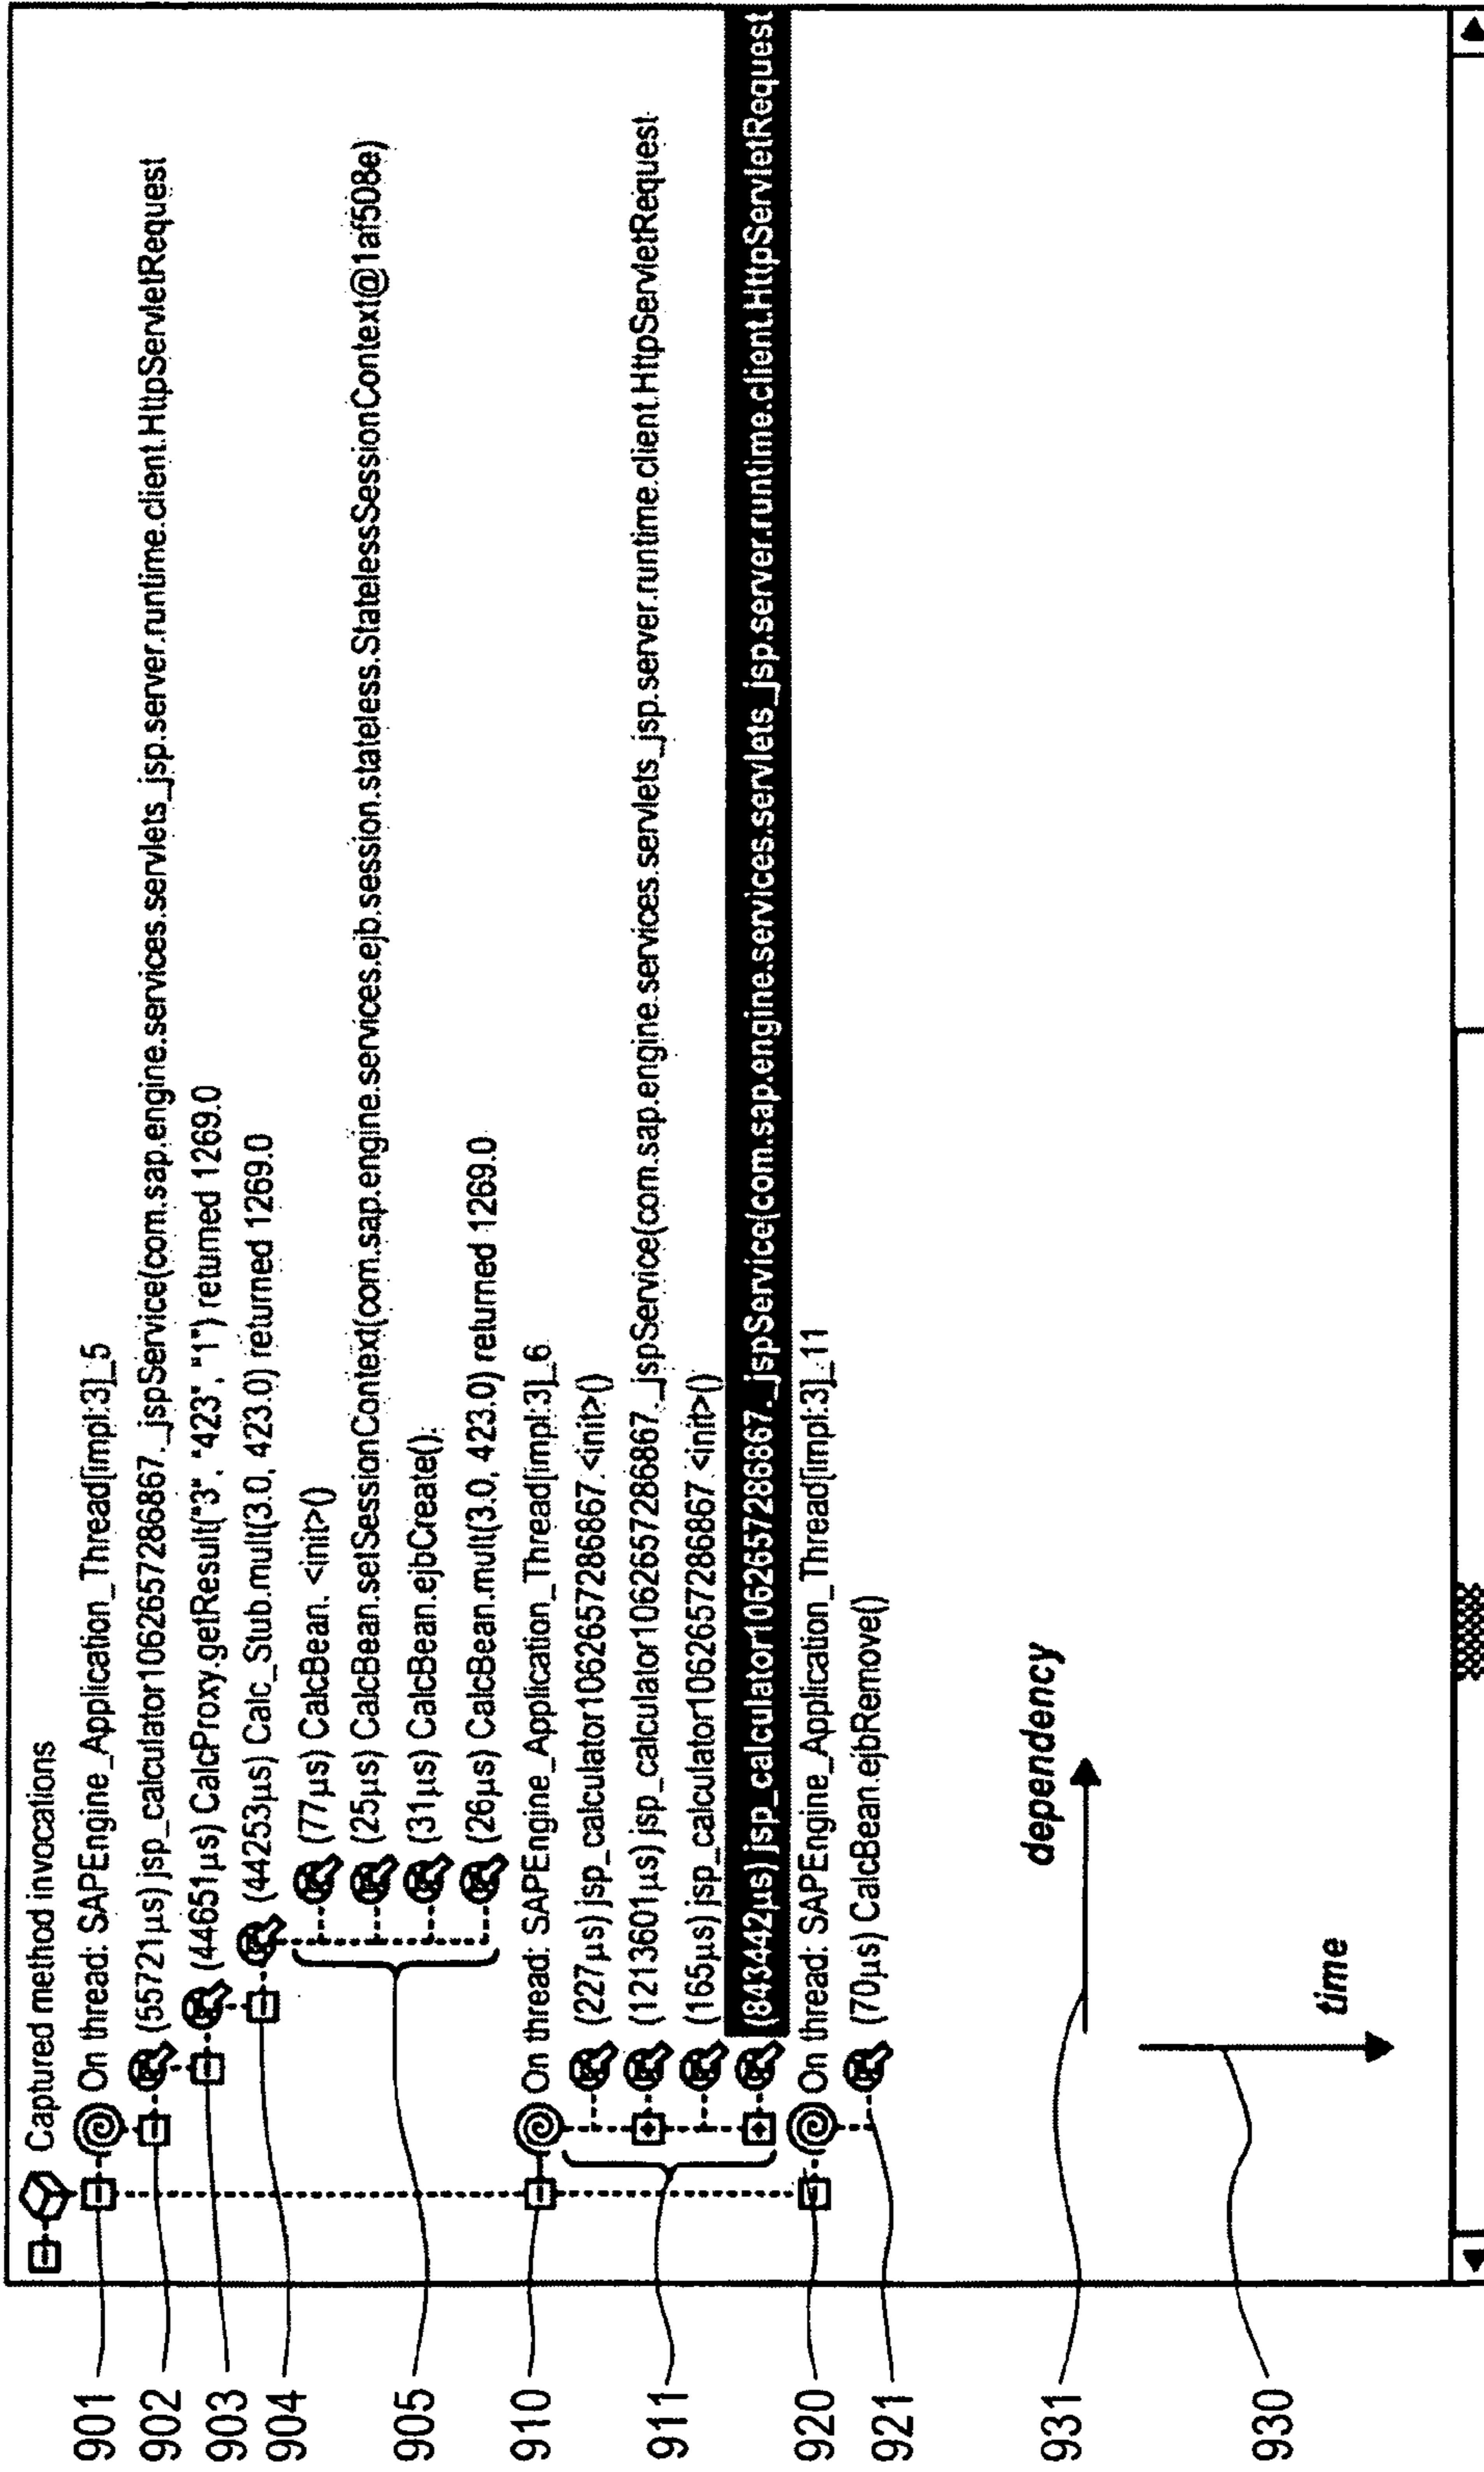 Captured method invocations
901
On thread: SAPEngine_Application_Thread[impl:3]_5
902
(55721µs) jsp_calculator1062657286867._jspService(com.sap.engine.services.servlets_jsp.server.runtime.client.HttpServletRequest
903
(44651µs) CalcProxy.getResult("3", "423", "1") returned 1269.0
904
(44253µs) Calc_Stub.mult(3.0, 423.0) returned 1269.0
905
(77µs) CalcBean. <init>()
(25µs) CalcBean.setSessionContext(com.sap.engine.services.ejb.session.stateless.StatelessSessionContext@1af508e)
(31µs) CalcBean.ejbCreate()
(26µs) CalcBean.mult(3.0, 423.0) returned 1269.0
910
On thread: SAPEngine_Application_Thread[impl:3]_6
911
(227µs) jsp_calculator1062657286867.<init>()
(1213601µs) jsp_calculator1062657286867._jspService(com.sap.engine.services.servlets_jsp.server.runtime.client.HttpServletRequest
(165µs) jsp_calculator1062657286867.<init>()
(843442µs) jsp_calculator1062657286867._jspService(com.sap.engine.services.servlets_jsp.server.runtime.client.HttpServletRequest
920
On thread: SAPEngine_Application_Thread[impl:3]_11
921
(70µs) CalcBean.ejbRemove()
931
dependency
930
time